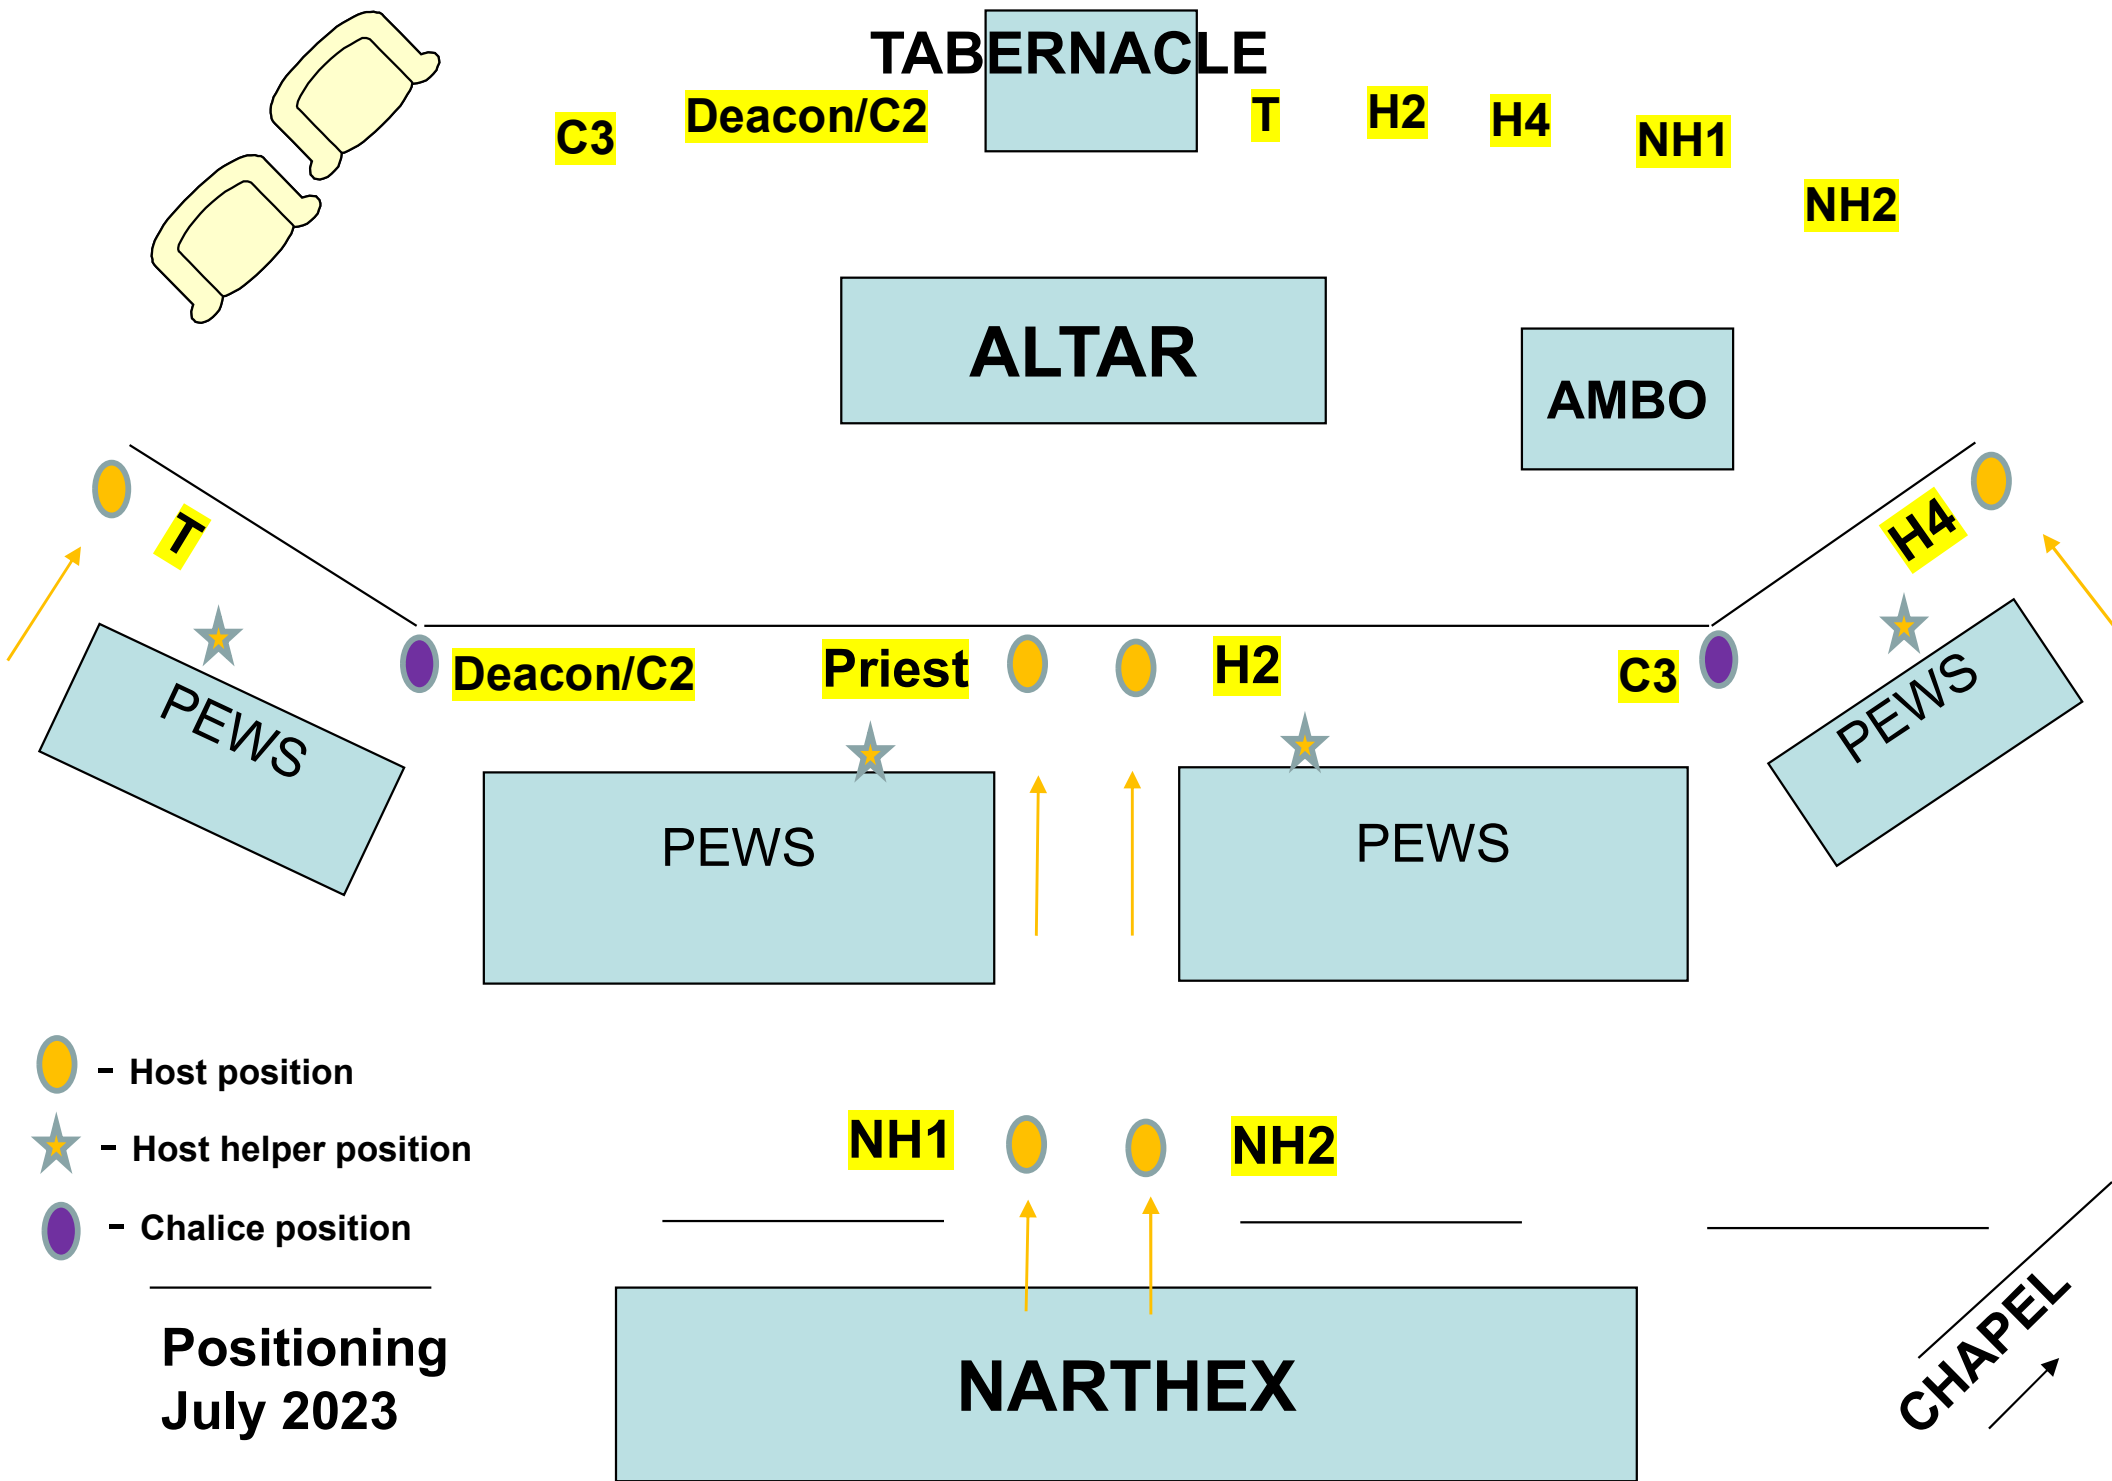 TABERNACLE
C3
Deacon/C2
T
H2
H4
NH1
NH2
ALTAR
AMBO
T
H4
Deacon/C2
Priest
H2
C3
PEWS
PEWS
PEWS
PEWS
- Host position
- Host helper position
- Chalice position
NH1
NH2
Positioning
July 2023
NARTHEX
CHAPEL